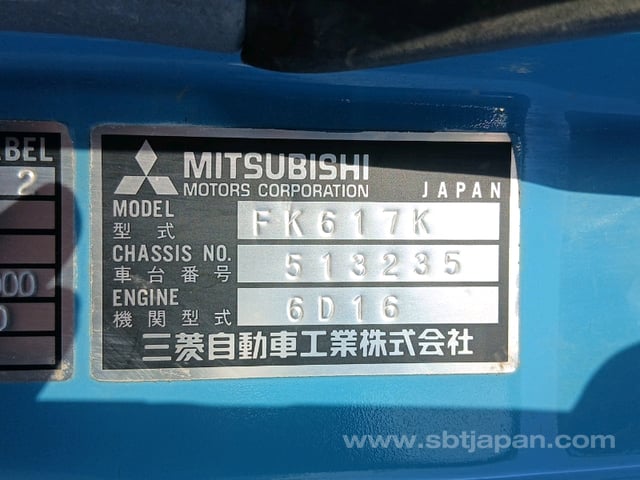 ABEL
2
000
0
MITSUBISHI
MOTORS CORPORATION JAPAN
MODEL
型式 FK617K
CHASSIS NO.
車台番号 513235
ENGINE
機関型式 6D16
三菱自動車工業株式会社
www.sbtjapan.com